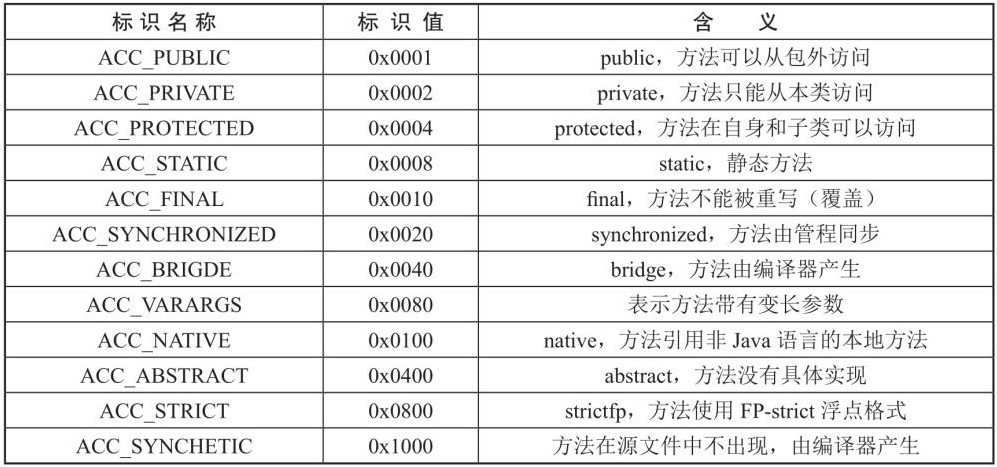 标识名称 标识值 含 义
ACC_PUBLIC 0x0001 public，方法可以从包外访问
ACC_PRIVATE 0x0002 private，方法只能从本类访问
ACC_PROTECTED 0x0004 protected，方法在自身和子类可以访问
ACC_STATIC 0x0008 static，静态方法
ACC_FINAL 0x0010 final，方法不能被重写（覆盖）
ACC_SYNCHRONIZED 0x0020 synchronized，方法由管程同步
ACC_BRIGDE 0x0040 bridge，方法由编译器产生
ACC_VARARGS 0x0080 表示方法带有变长参数
ACC_NATIVE 0x0100 native，方法引用非 Java 语言的本地方法
ACC_ABSTRACT 0x0400 abstract，方法没有具体实现
ACC_STRICT 0x0800 strictfp，方法使用 FP-strict 浮点格式
ACC_SYNCHETIC 0x1000 方法在源文件中不出现，由编译器产生